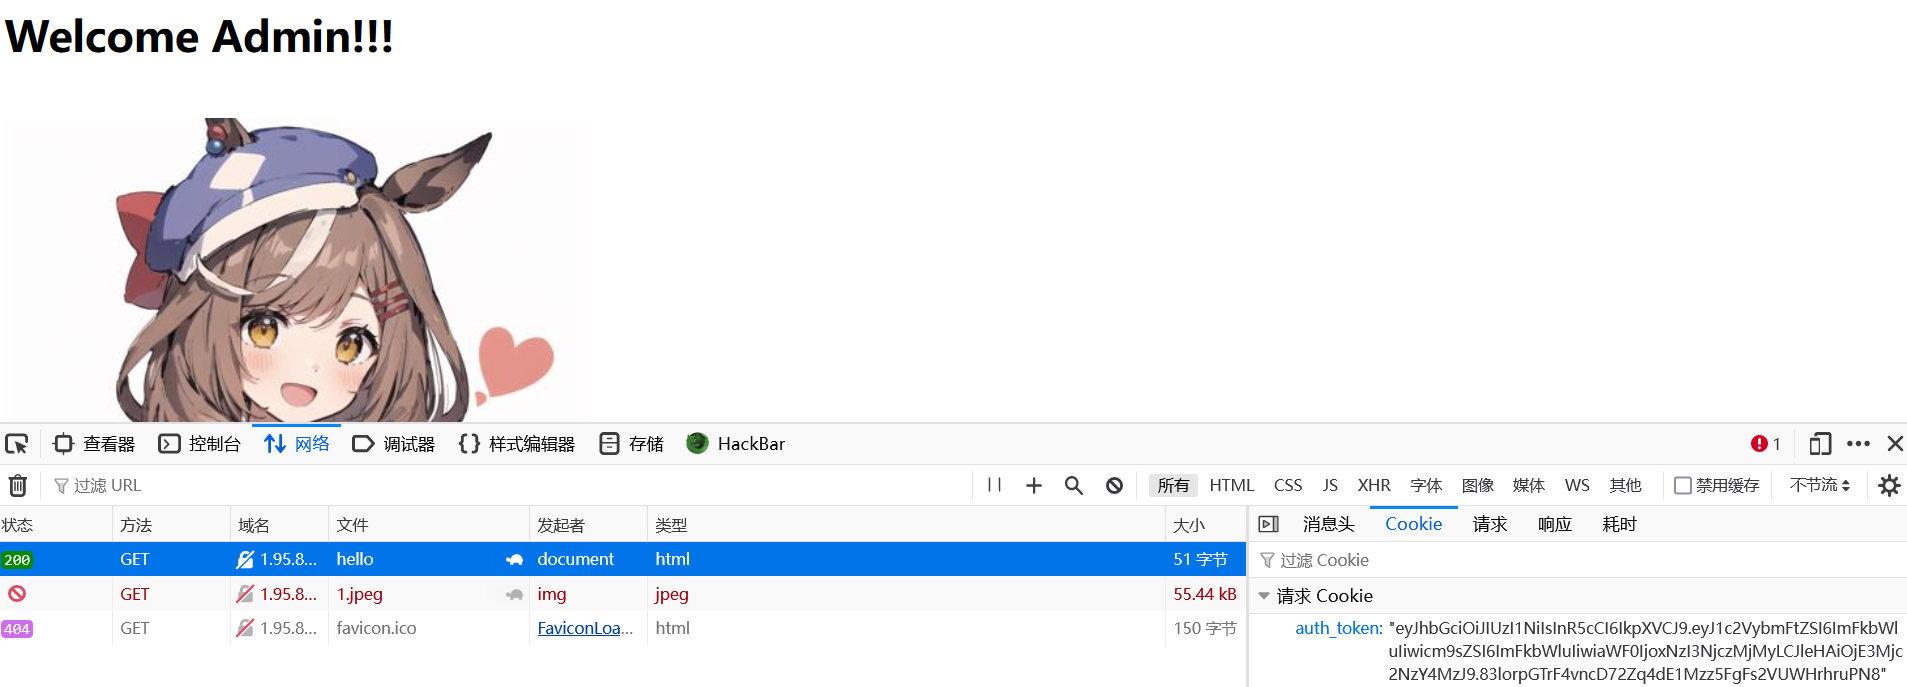 Welcome Admin!!!
查看器 控制台 网络 调试器 样式编辑器 存储 HackBar 1
过滤 URL 所有 HTML CSS JS XHR 字体 图像 媒体 WS 其他 禁用缓存 不节流
状态 方法 域名 文件 发起者 类型 大小
消息头 Cookie 请求 响应 耗时
200 GET 1.95.8... hello document html 51 字节
过滤 Cookie
GET 1.95.8... 1.jpeg img jpeg 55.44 kB
请求 Cookie
404 GET 1.95.8... favicon.ico FaviconLoa... html 150 字节
auth_token: "eyJhbGciOiJIUzI1NiIsInR5cCI6IkpXVCJ9.eyJ1c2VybmFtZSI6ImFkbWl
uIiwicm9sZSI6ImFkbWluIiwiaWF0IjoxNzI3NjczMjMyLCJleHAiOjE3Mjc
2NzY4MzJ9.83lorpGTrF4vncD72Zq4dE1Mzz5FgFs2VUWHrhruPN8"